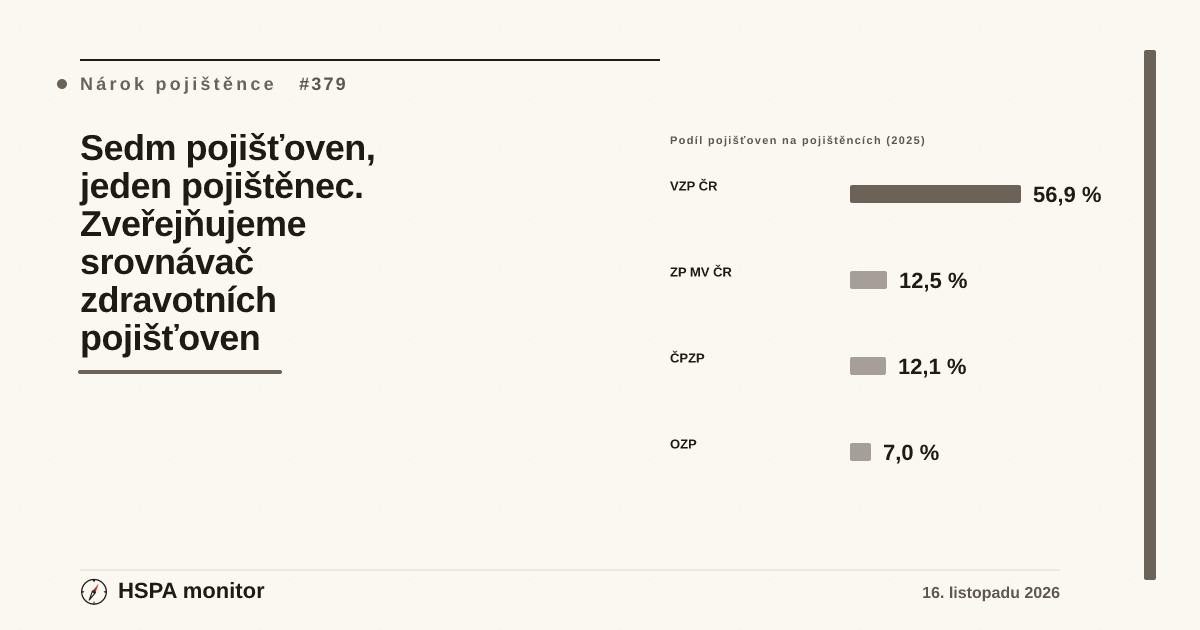 Nárok pojištěnce #379
Sedm pojišťoven,
jeden pojištěnec.
Zveřejňujeme
srovnávač
zdravotních
pojišťoven
Podíl pojišťoven na pojištěncích (2025)
VZP ČR 56,9 %
ZP MV ČR 12,5 %
ČPZP 12,1 %
OZP 7,0 %
HSPA monitor
16. listopadu 2026